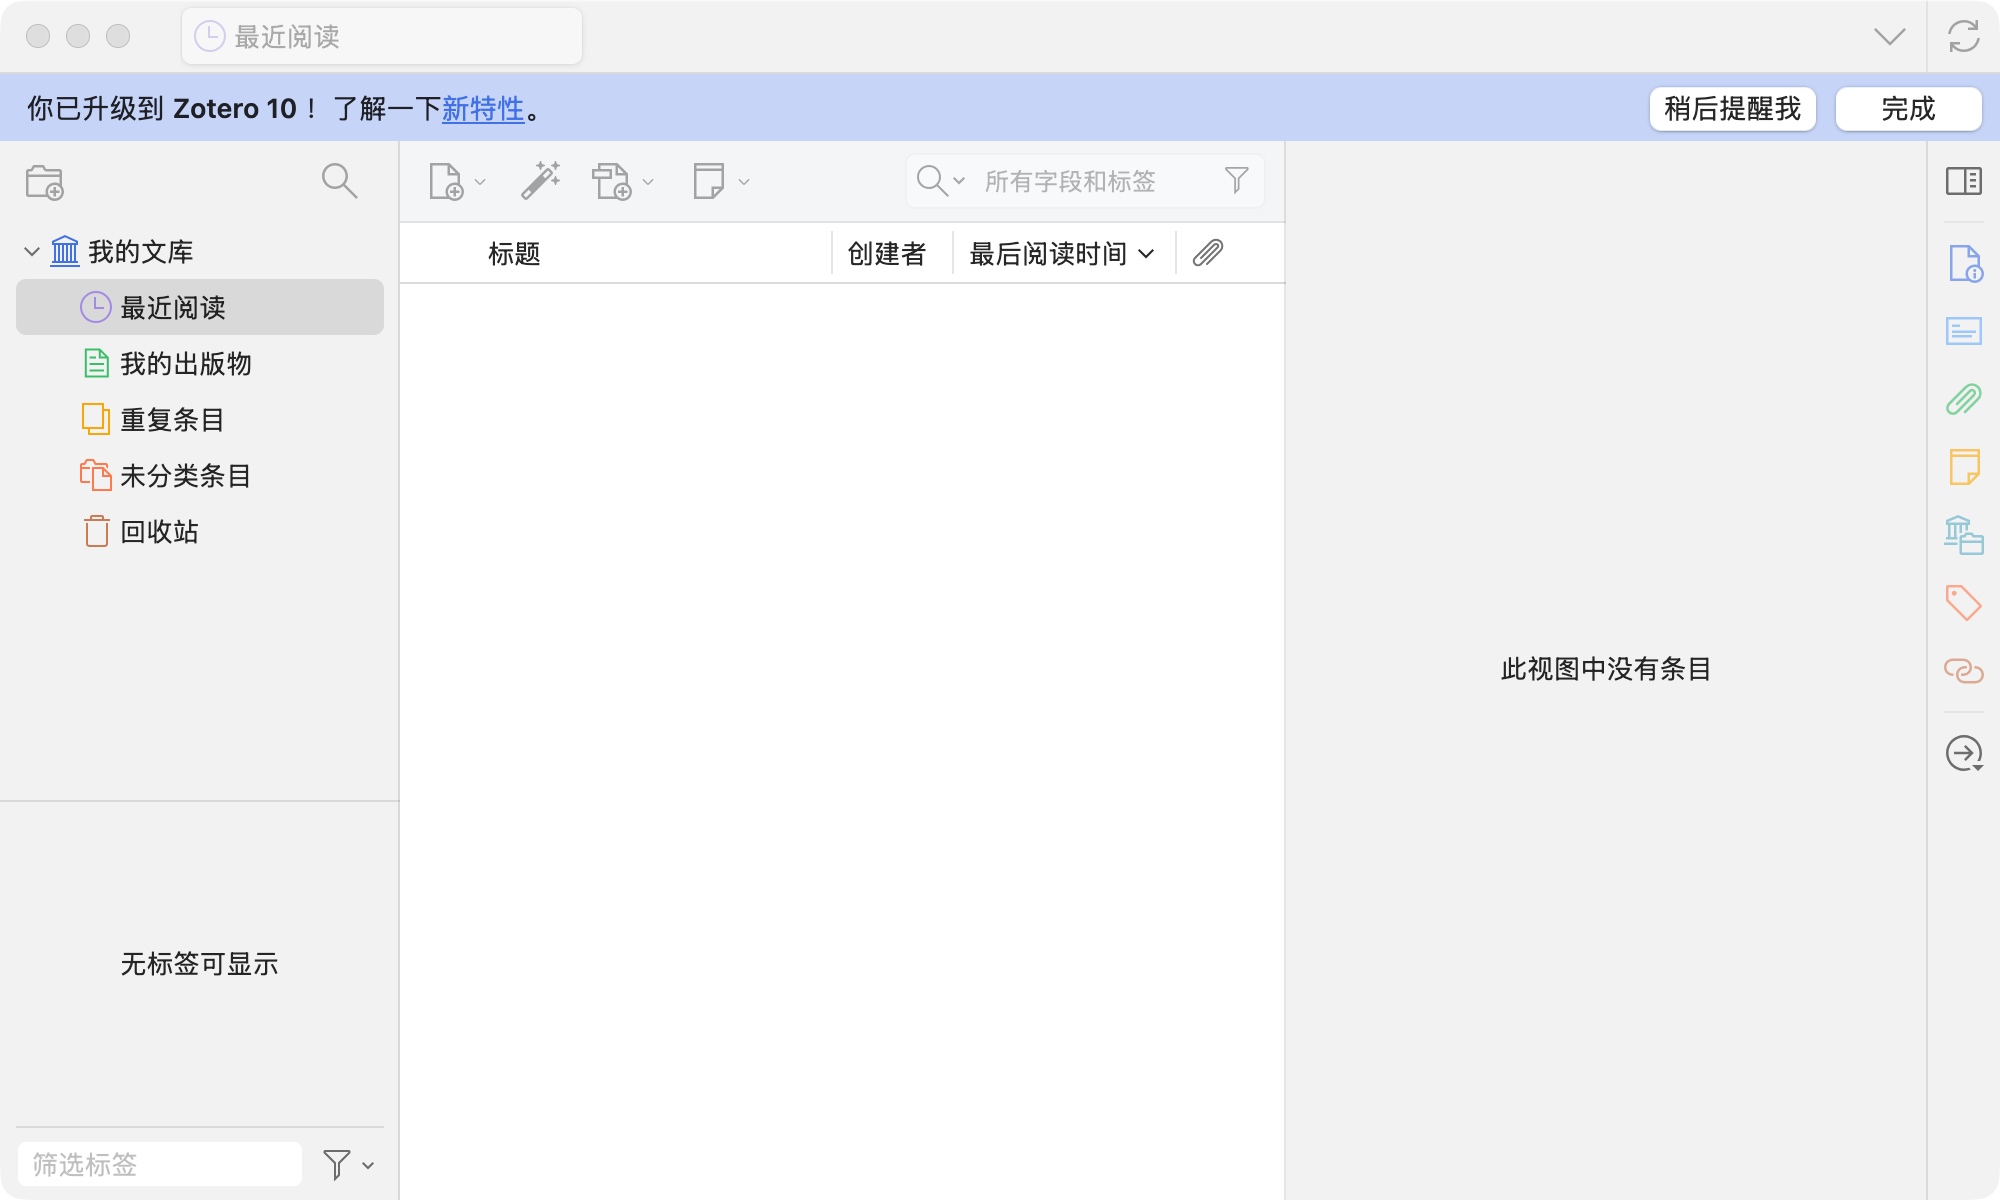 最近阅读
你已升级到 Zotero 10！ 了解一下新特性。
稍后提醒我
完成
所有字段和标签
我的文库
最近阅读
我的出版物
重复条目
未分类条目
回收站
标题
创建者
最后阅读时间
此视图中没有条目
无标签可显示
筛选标签